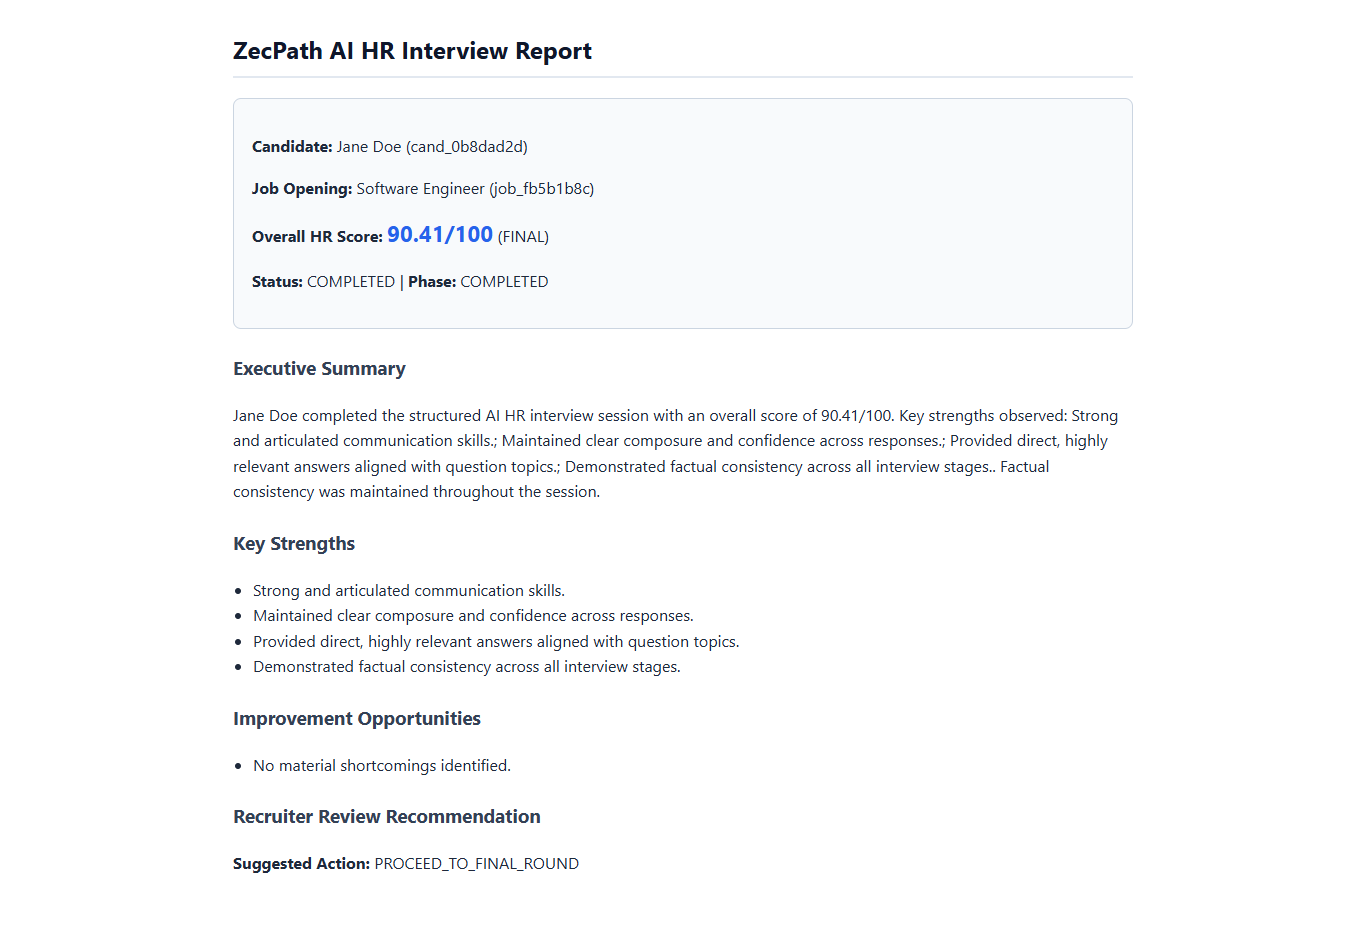 ZecPath AI HR Interview Report
Candidate: Jane Doe (cand_0b8dad2d)
Job Opening: Software Engineer (job_fb5b1b8c)
Overall HR Score: 90.41/100 (FINAL)
Status: COMPLETED | Phase: COMPLETED
Executive Summary
Jane Doe completed the structured AI HR interview session with an overall score of 90.41/100. Key strengths observed: Strong
and articulated communication skills.; Maintained clear composure and confidence across responses.; Provided direct, highly
relevant answers aligned with question topics.; Demonstrated factual consistency across all interview stages.. Factual
consistency was maintained throughout the session.
Key Strengths
• Strong and articulated communication skills.
• Maintained clear composure and confidence across responses.
• Provided direct, highly relevant answers aligned with question topics.
• Demonstrated factual consistency across all interview stages.
Improvement Opportunities
• No material shortcomings identified.
Recruiter Review Recommendation
Suggested Action: PROCEED_TO_FINAL_ROUND